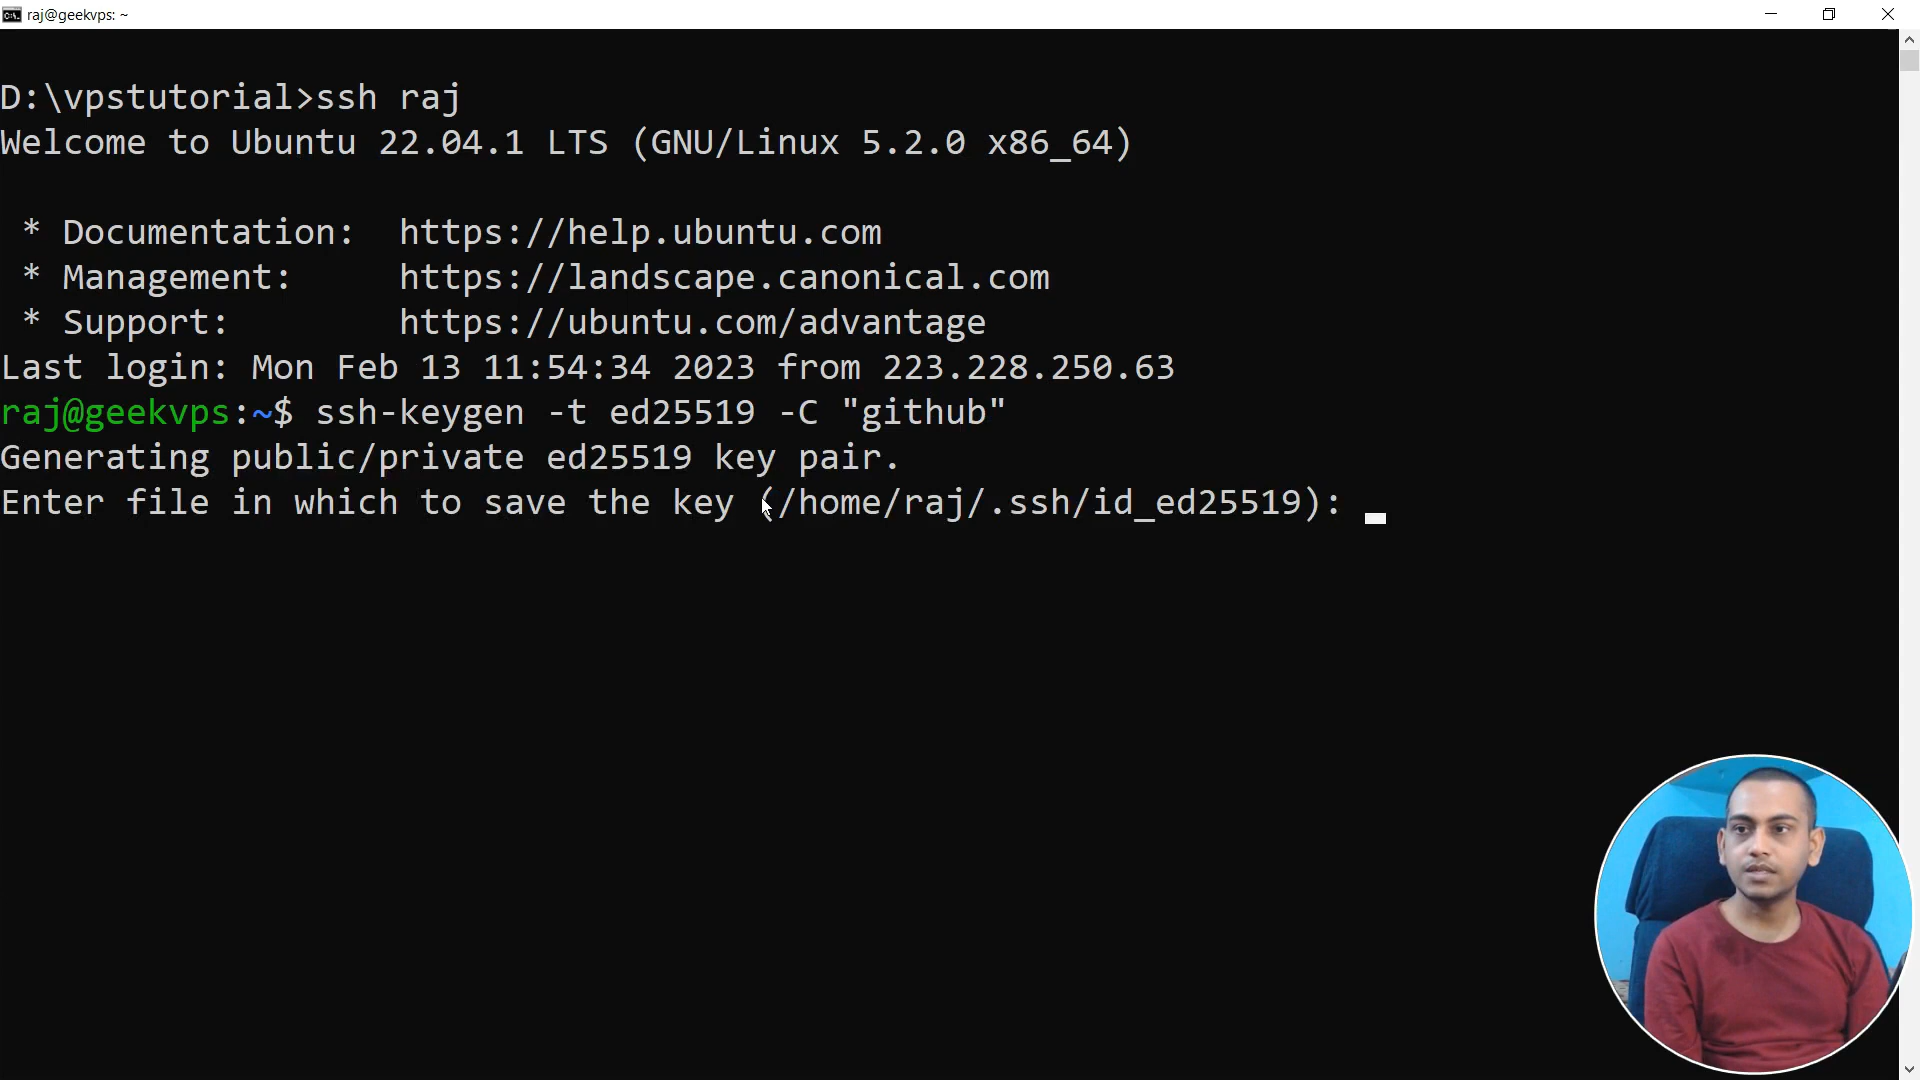 raj@geekvps: ~
D:\vpstutorial>ssh raj
Welcome to Ubuntu 22.04.1 LTS (GNU/Linux 5.2.0 x86_64)
* Documentation:  https://help.ubuntu.com
* Management:     https://landscape.canonical.com
* Support:        https://ubuntu.com/advantage
Last login: Mon Feb 13 11:54:34 2023 from 223.228.250.63
raj@geekvps:~$ ssh-keygen -t ed25519 -C "github"
Generating public/private ed25519 key pair.
Enter file in which to save the key (/home/raj/.ssh/id_ed25519):